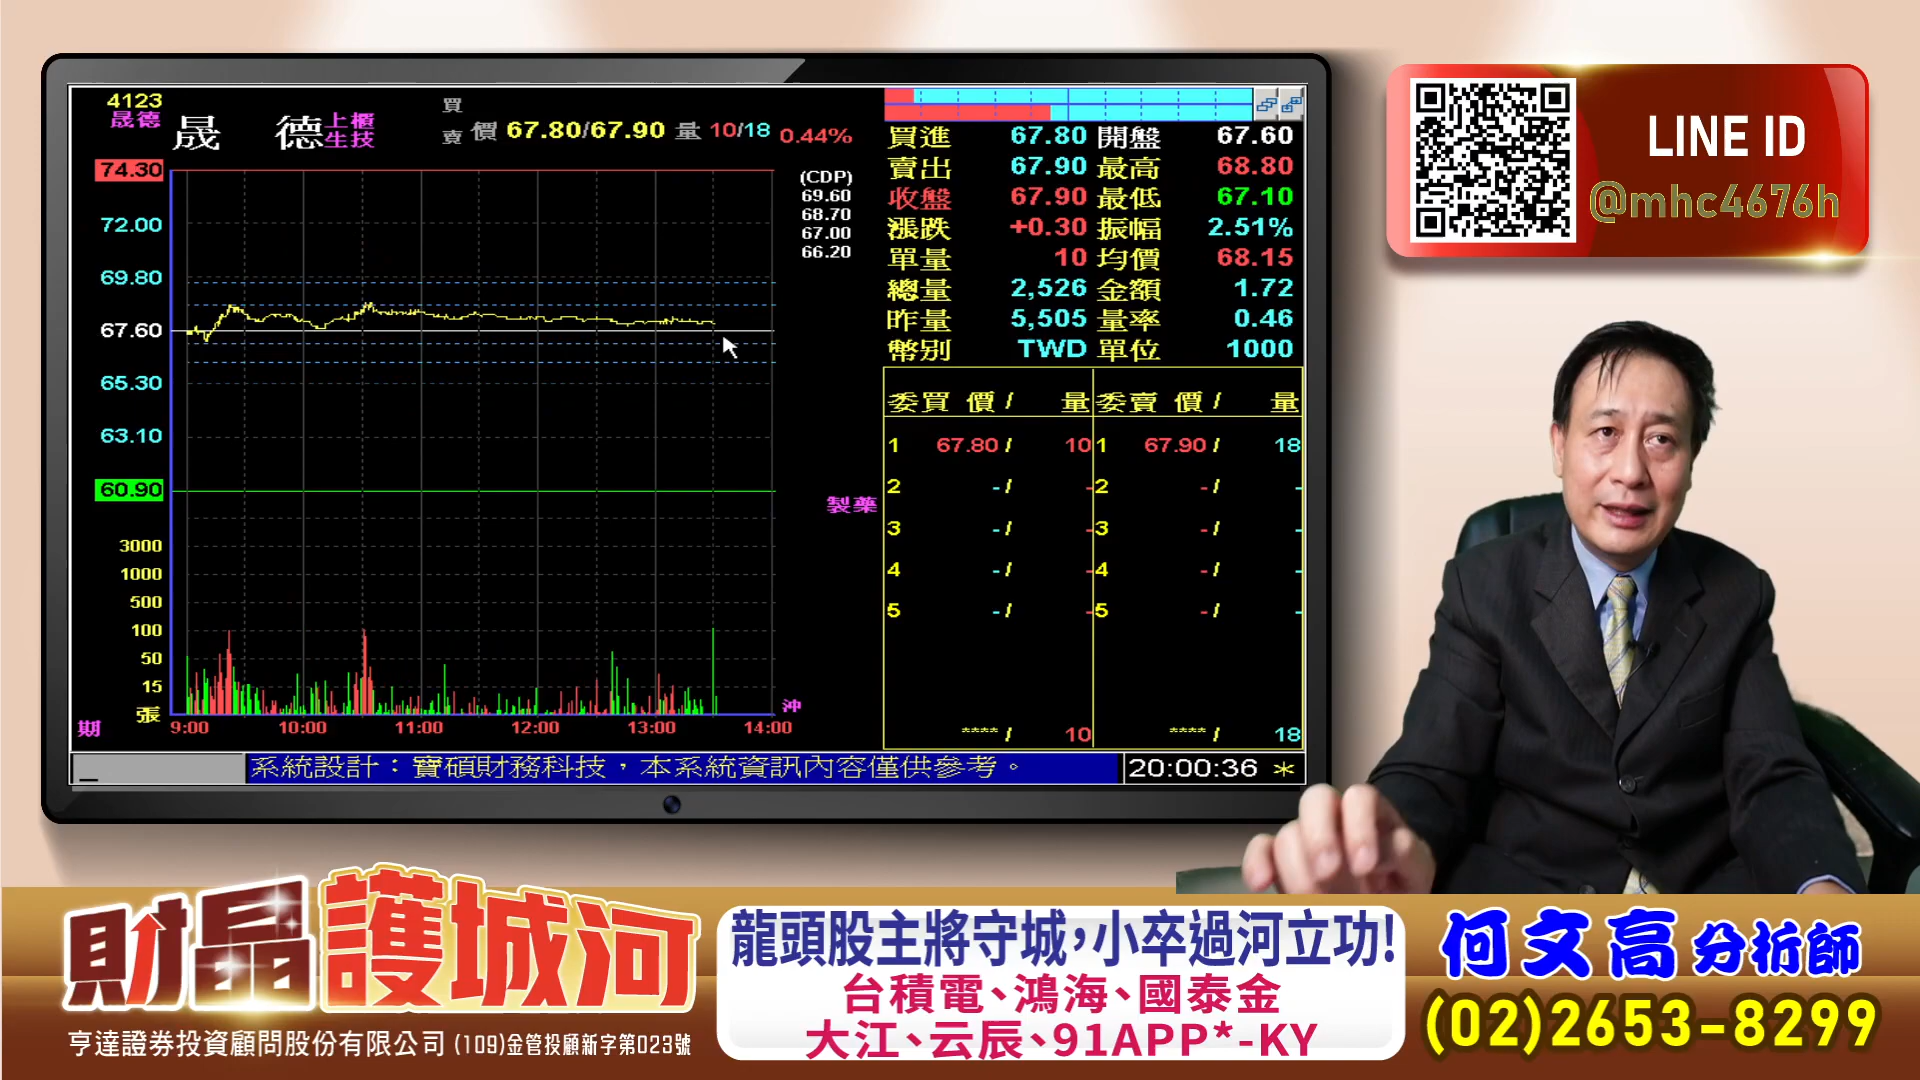 4123
晟德
晟 德
上櫃
生技
買
賣 價 67.80/67.90 量 10/18 0.44%
74.30
72.00
69.80
67.60
65.30
63.10
60.90
3000
1000
500
100
50
15
張
期
9:00 10:00 11:00 12:00 13:00 14:00
沖
(CDP)
69.60
68.70
67.00
66.20
製藥
買進 67.80 開盤 67.60
賣出 67.90 最高 68.80
收盤 67.90 最低 67.10
漲跌 +0.30 振幅 2.51%
單量 10 均價 68.15
總量 2,526 金額 1.72
昨量 5,505 量率 0.46
幣別 TWD 單位 1000
委買 價/ 量 委賣 價/ 量
1 67.80/ 10 1 67.90/ 18
2 -/ - 2 -/ -
3 -/ - 3 -/ -
4 -/ - 4 -/ -
5 -/ - 5 -/ -
****/ 10 ****/ 18
系統設計：寶碩財務科技，本系統資訊內容僅供參考。
20:00:36 *
LINE ID
@mhc4676h
財晶護城河
亨達證券投資顧問股份有限公司 (109)金管投顧新字第023號
龍頭股主將守城，小卒過河立功!
台積電、鴻海、國泰金
大江、云辰、91APP*-KY
何文高 分析師
(02)2653-8299